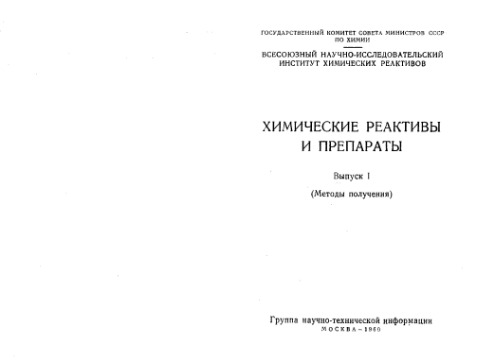 ГОСУДАРСТВЕННЫЙ КОМИТЕТ СОВЕТА МИНИСТРОВ СССР
ПО ХИМИИ
ВСЕСОЮЗНЫЙ НАУЧНО-ИССЛЕДОВАТЕЛЬСКИЙ
ИНСТИТУТ ХИМИЧЕСКИХ РЕАКТИВОВ
ХИМИЧЕСКИЕ РЕАКТИВЫ
И ПРЕПАРАТЫ
Выпуск I
(Методы получения)
Группа научно-технической информации
МОСКВА—1960